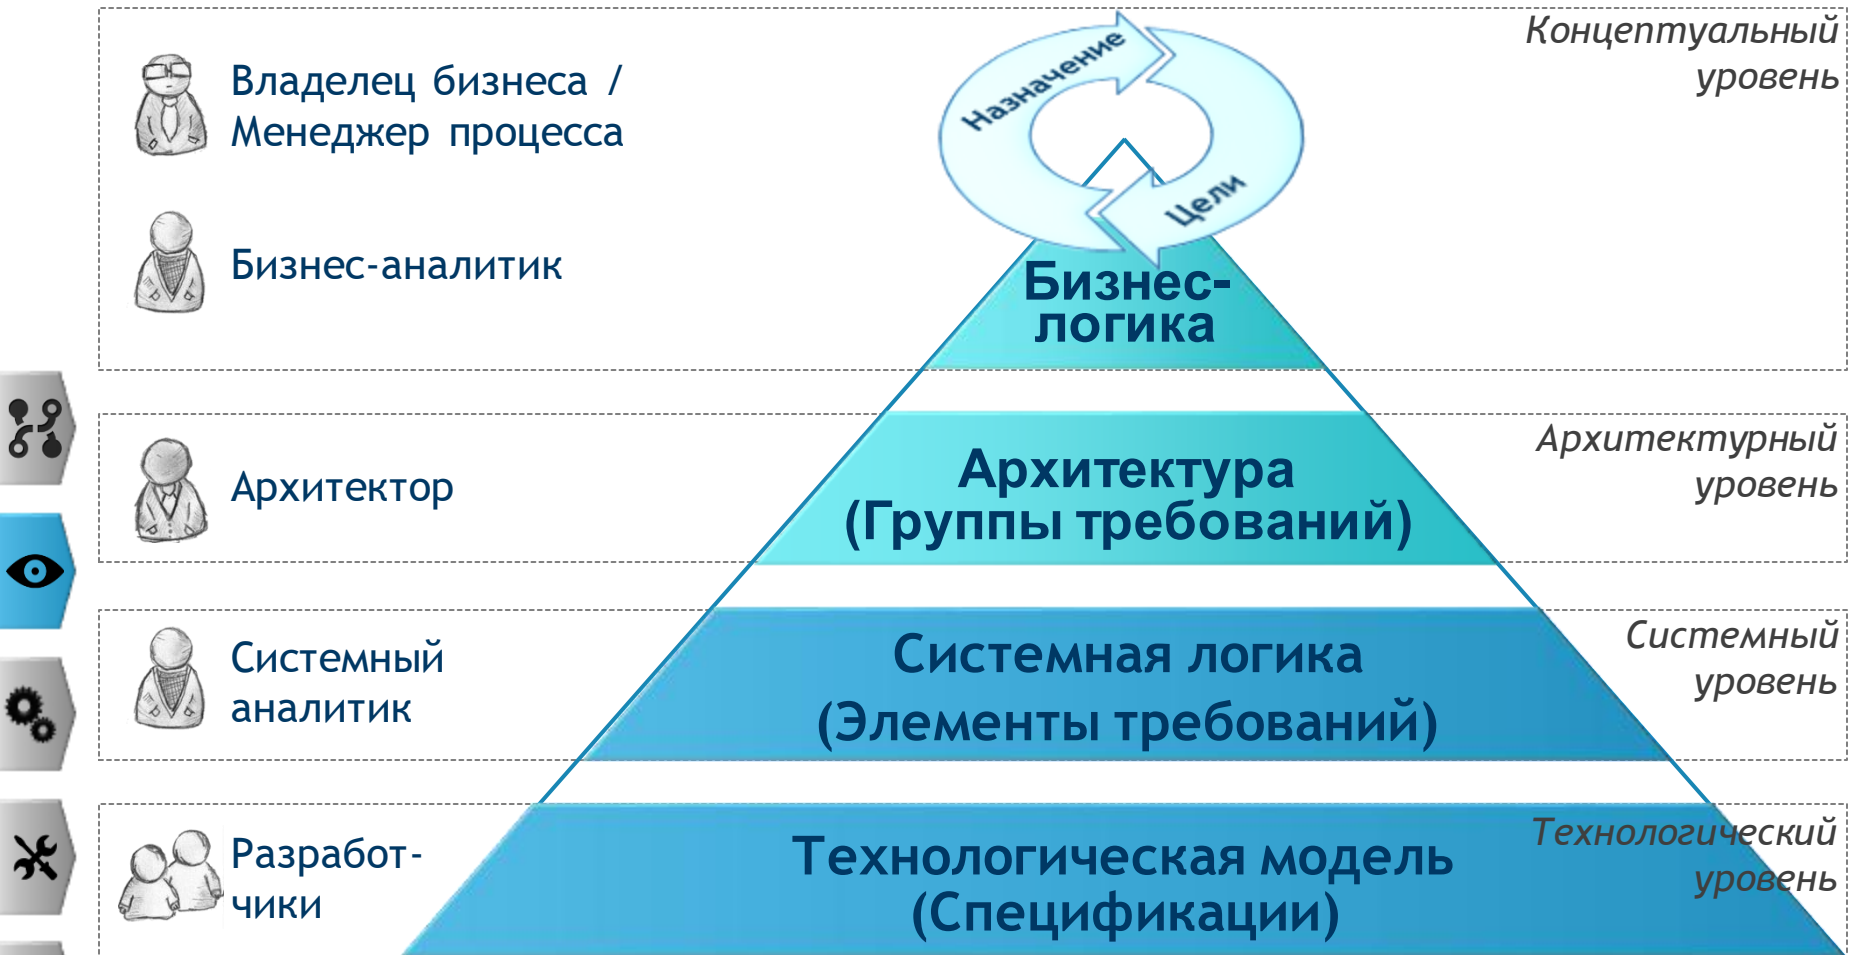 Концептуальный
уровень
Владелец бизнеса /
Менеджер процесса
Назначение
Цели
Бизнес-аналитик
Бизнес-
логика
Архитектурный
уровень
Архитектор
Архитектура
(Группы требований)
Системный
уровень
Системный
аналитик
Системная логика
(Элементы требований)
Технологический
уровень
Разработ-
чики
Технологическая модель
(Спецификации)